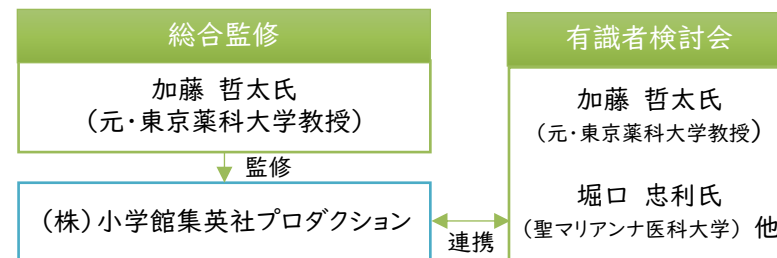 総合監修
加藤 哲太氏
（元・東京薬科大学教授）
監修
（株）小学館集英社プロダクション
連携
有識者検討会
加藤 哲太氏
（元・東京薬科大学教授）
堀口 忠利氏
（聖マリアンナ医科大学）他